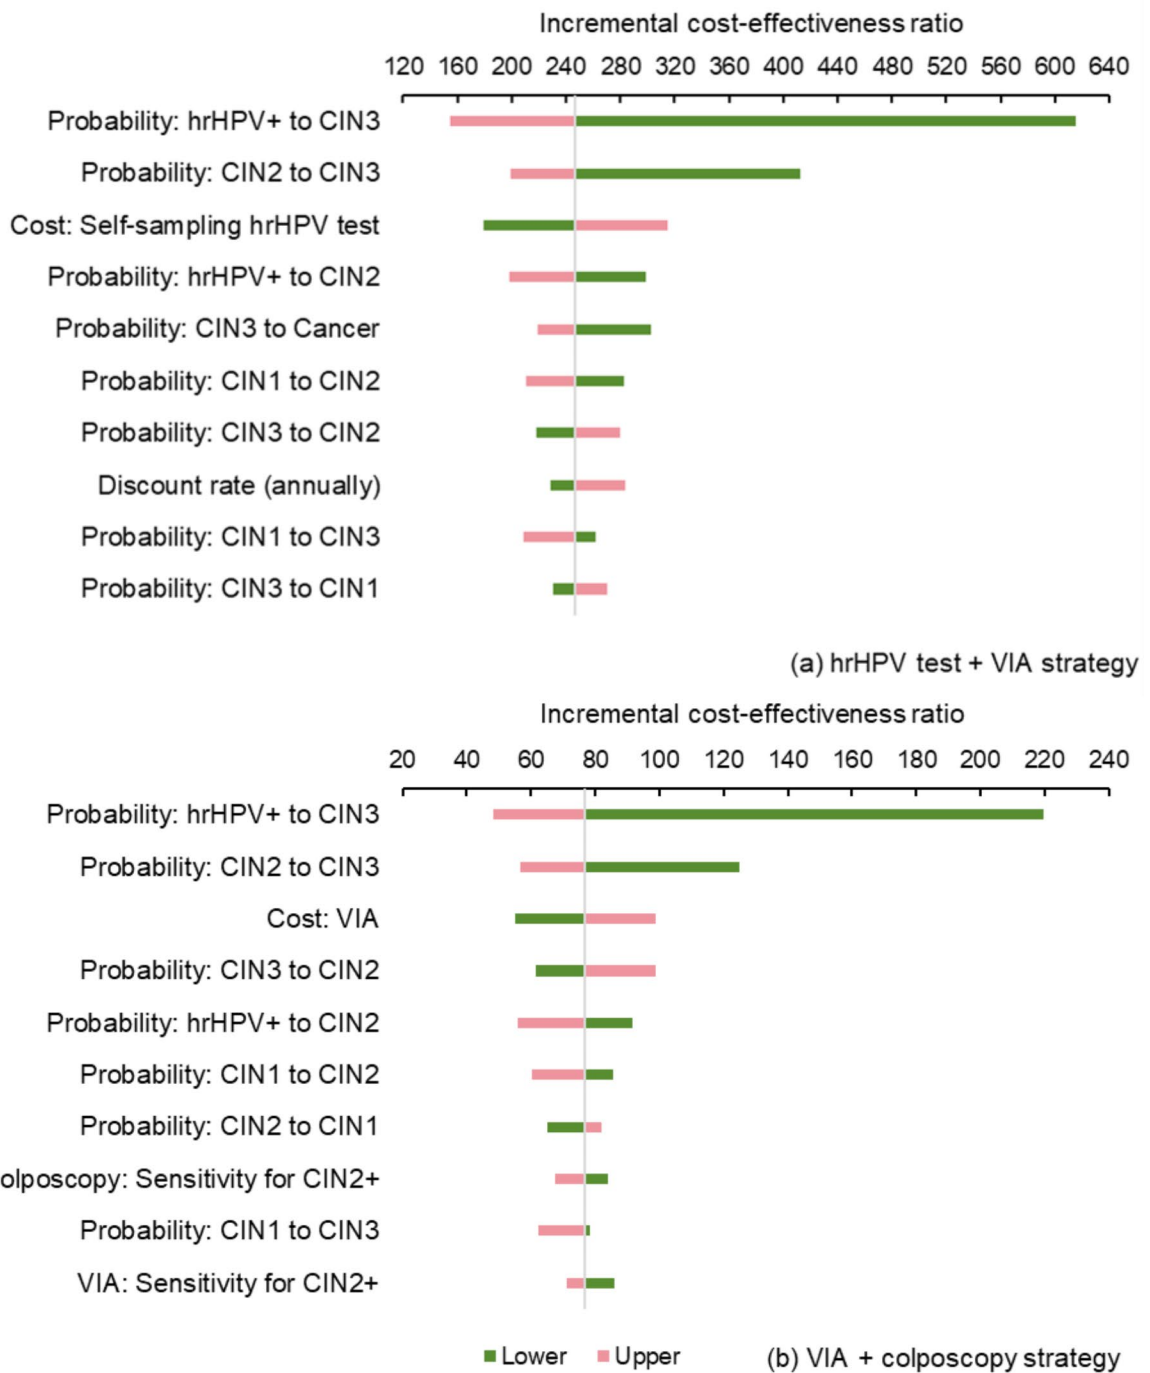 Incremental cost-effectiveness ratio
120 160 200 240 280 320 360 400 440 480 520 560 600 640
Probability: hrHPV+ to CIN3
Probability: CIN2 to CIN3
Cost: Self-sampling hrHPV test
Probability: hrHPV+ to CIN2
Probability: CIN3 to Cancer
Probability: CIN1 to CIN2
Probability: CIN3 to CIN2
Discount rate (annually)
Probability: CIN1 to CIN3
Probability: CIN3 to CIN1
(a) hrHPV test + VIA strategy
Incremental cost-effectiveness ratio
20 40 60 80 100 120 140 160 180 200 220 240
Probability: hrHPV+ to CIN3
Probability: CIN2 to CIN3
Cost: VIA
Probability: CIN3 to CIN2
Probability: hrHPV+ to CIN2
Probability: CIN1 to CIN2
Probability: CIN2 to CIN1
olposcopy: Sensitivity for CIN2+
Probability: CIN1 to CIN3
VIA: Sensitivity for CIN2+
Lower Upper (b) VIA + colposcopy strategy